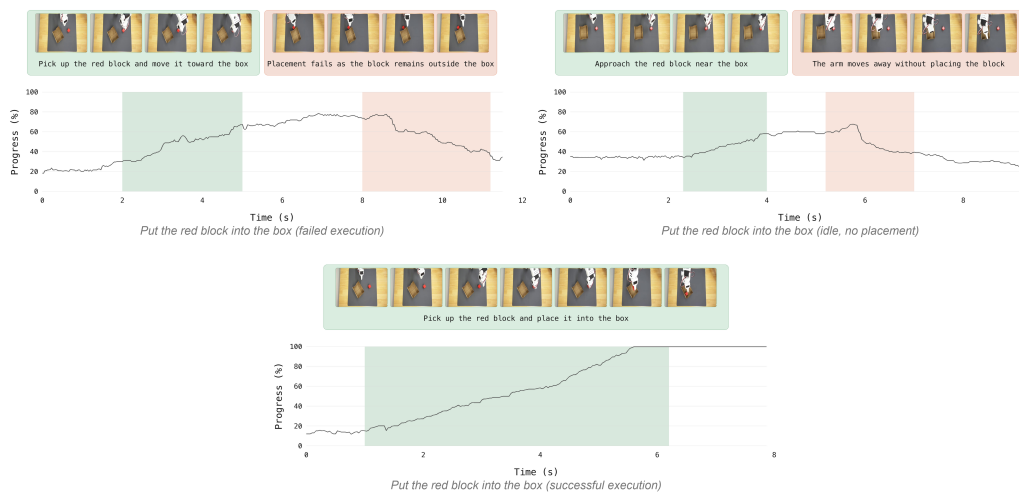 Pick up the red block and move it toward the box
Placement fails as the block remains outside the box
Progress (%)
100
80
60
40
20
0
0
2
4
6
8
10
12
Time (s)
Put the red block into the box (failed execution)
Approach the red block near the box
The arm moves away without placing the block
Progress (%)
100
80
60
40
20
0
0
2
4
6
8
Time (s)
Put the red block into the box (idle, no placement)
Pick up the red block and place it into the box
Progress (%)
100
80
60
40
20
0
0
2
4
6
8
Time (s)
Put the red block into the box (successful execution)